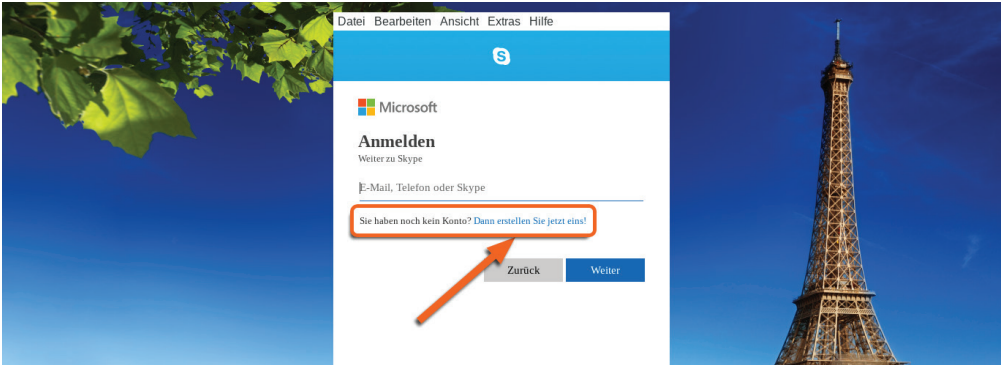 Datei Bearbeiten Ansicht Extras Hilfe
Microsoft
Anmelden
Weiter zu Skype
E-Mail, Telefon oder Skype
Sie haben noch kein Konto? Dann erstellen Sie jetzt eins!
Zurück Weiter